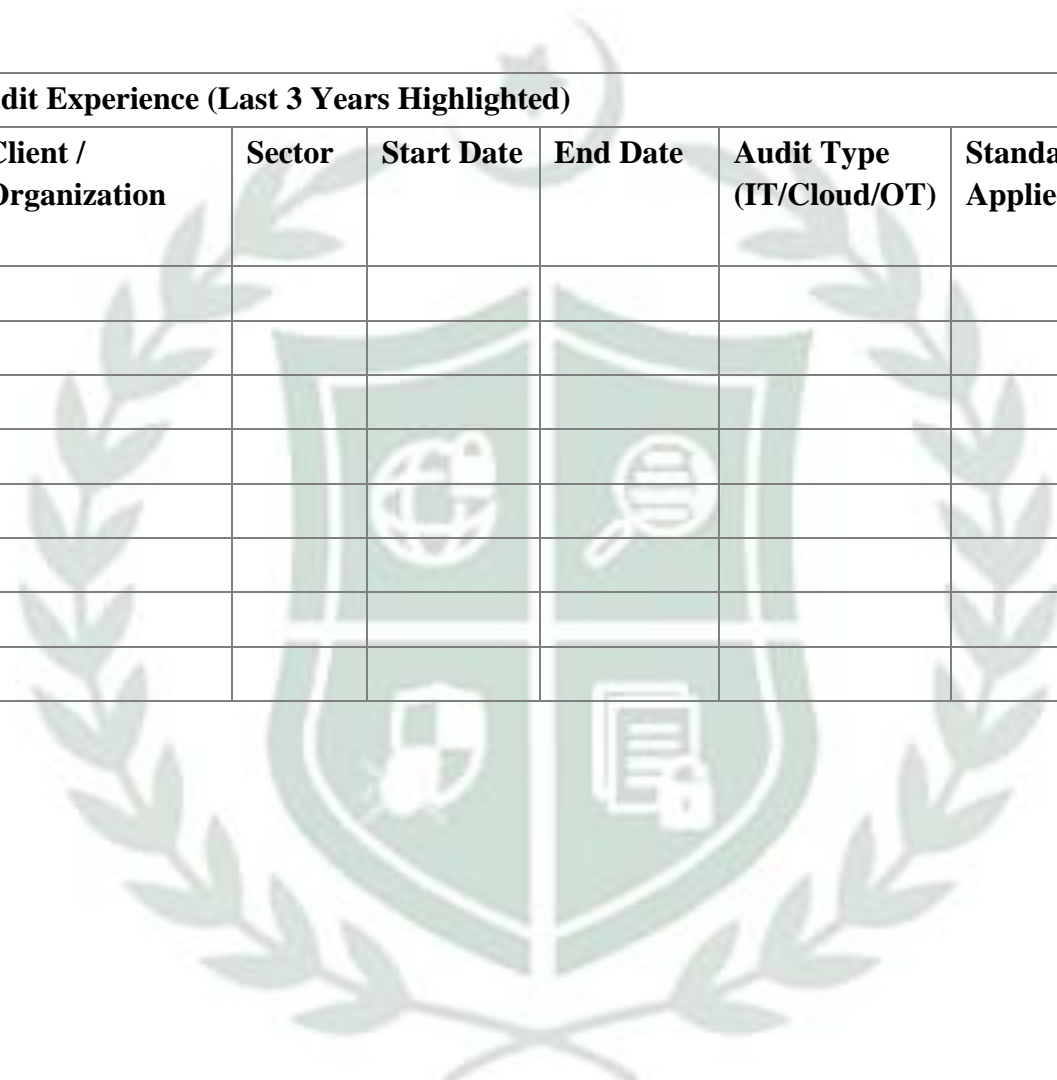 dit Experience (Last 3 Years Highlighted)
Client / Sector Start Date End Date Audit Type Standa
Organization (IT/Cloud/OT) Applie